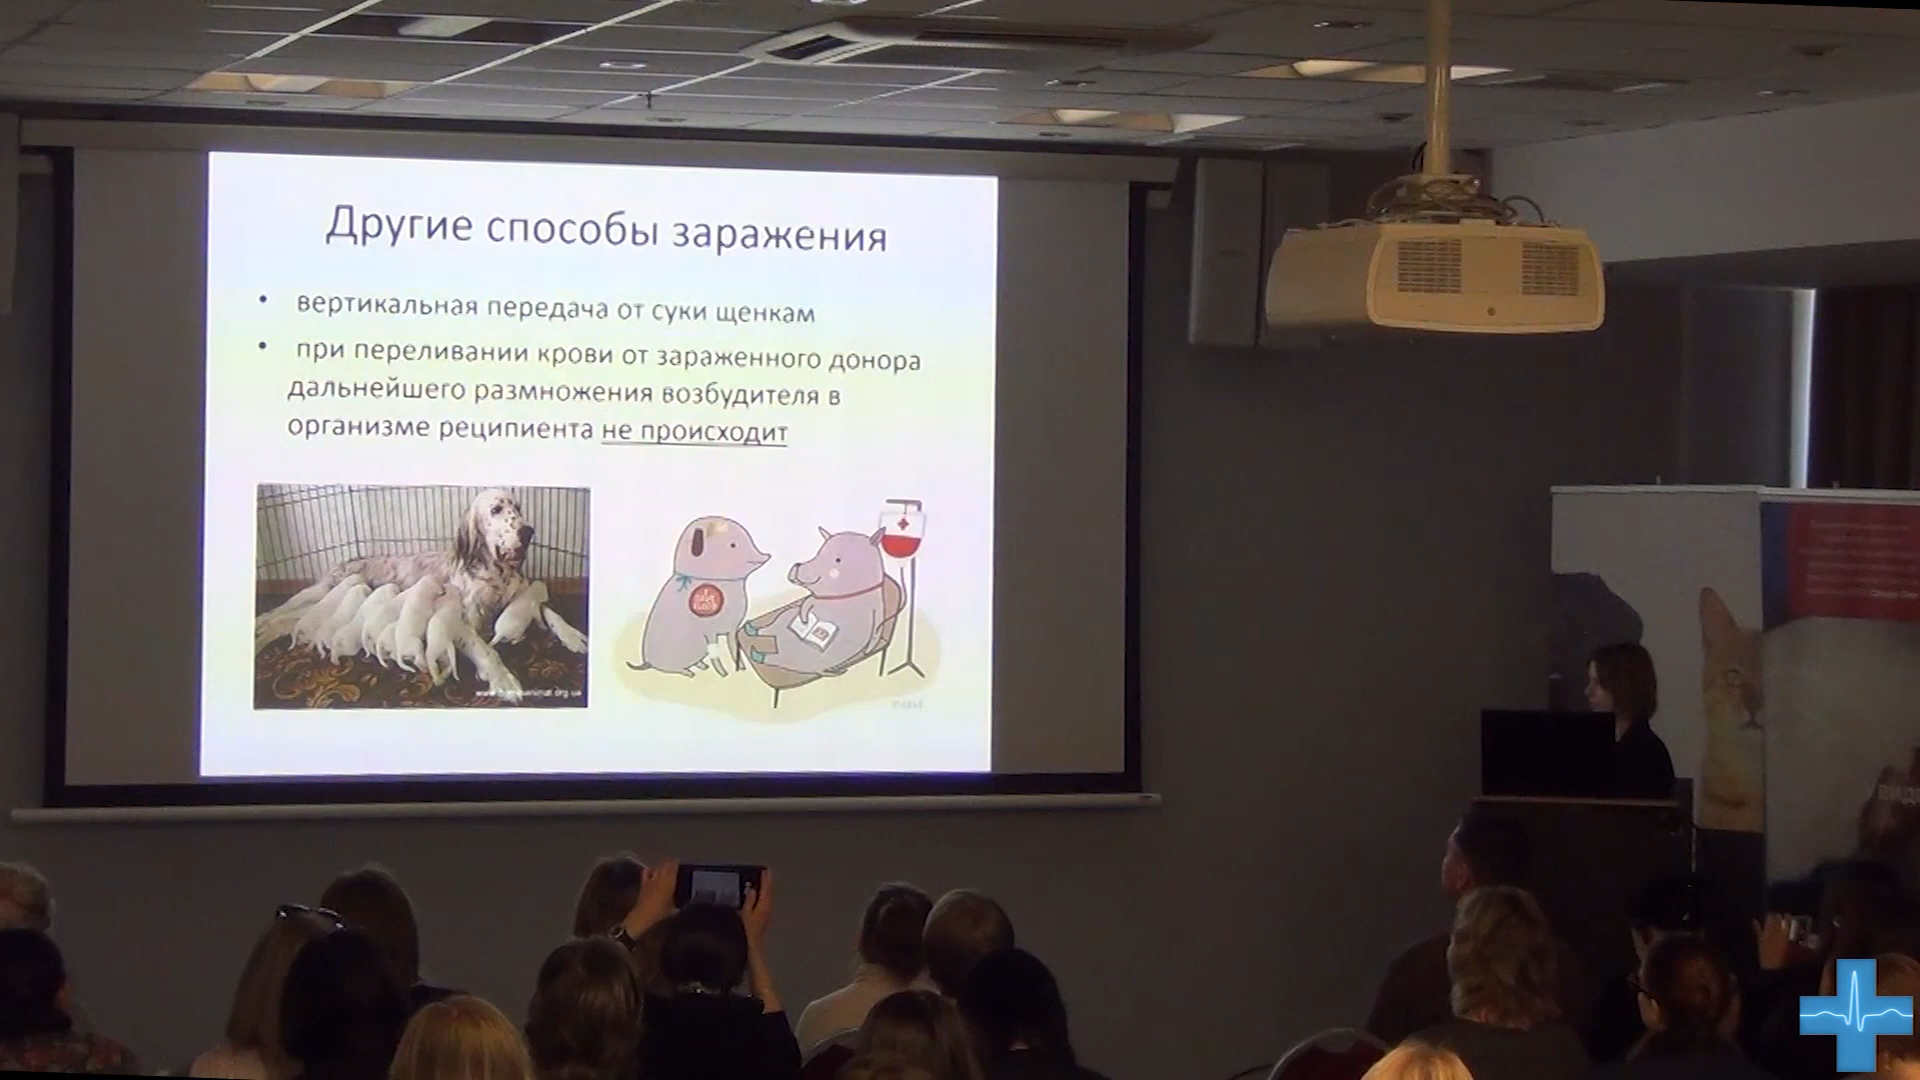 Другие способы заражения
• вертикальная передача от суки щенкам
• при переливании крови от зараженного донора
дальнейшего размножения возбудителя в
организме реципиента не происходит